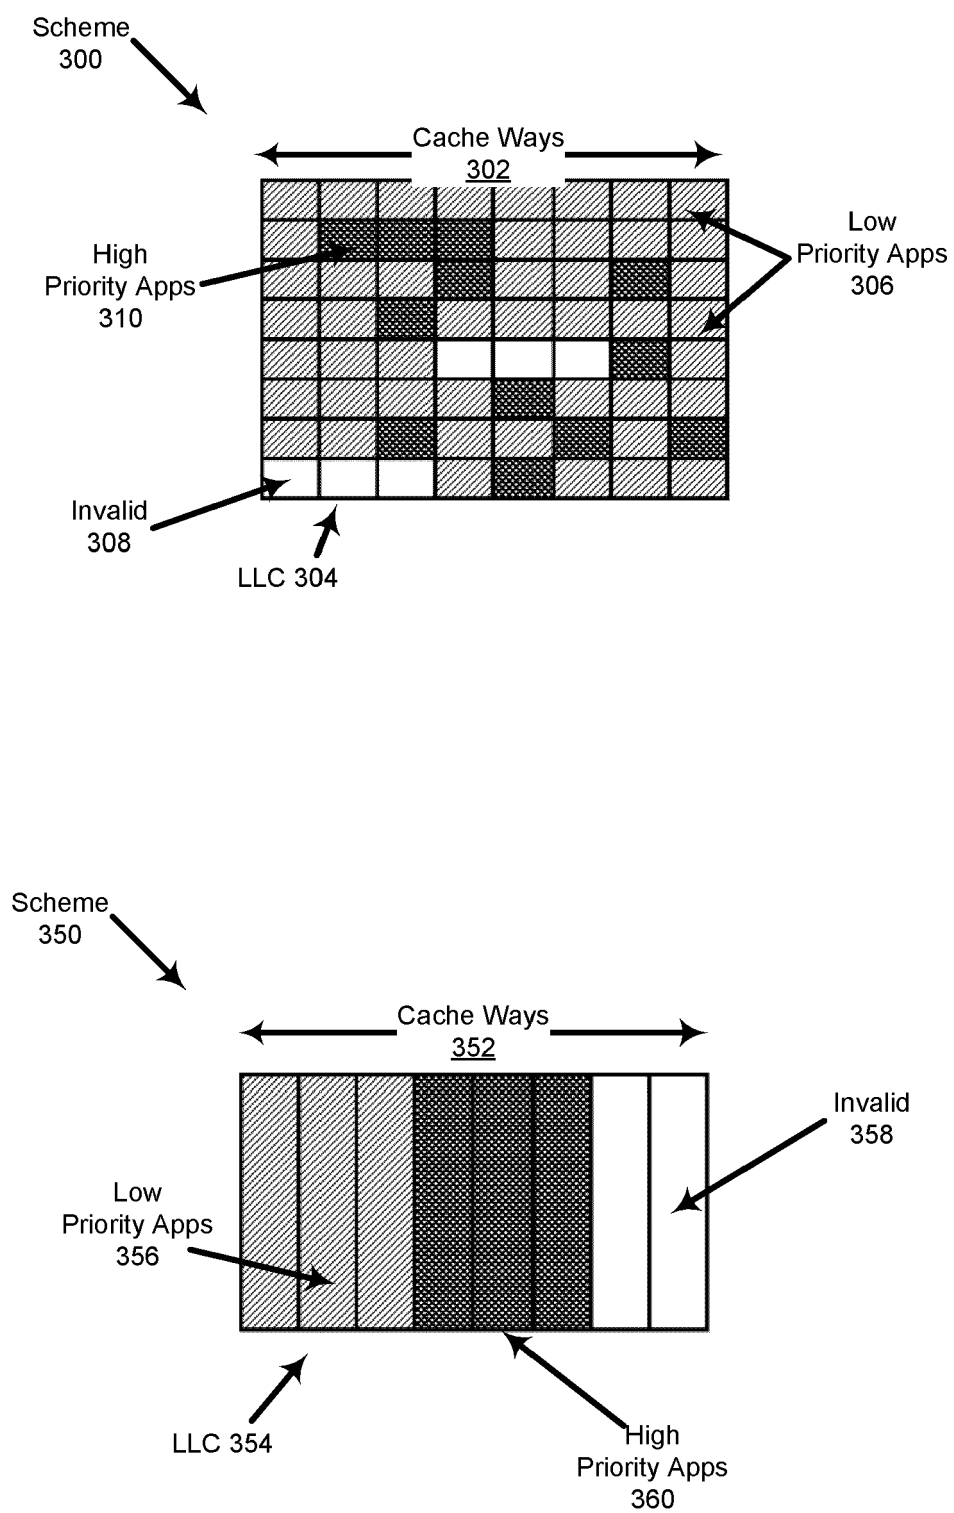 Scheme
300
Cache Ways
302
High
Priority Apps
310
Low
Priority Apps
306
Invalid
308
LLC 304
Scheme
350
Cache Ways
352
Invalid
358
Low
Priority Apps
356
LLC 354
High
Priority Apps
360